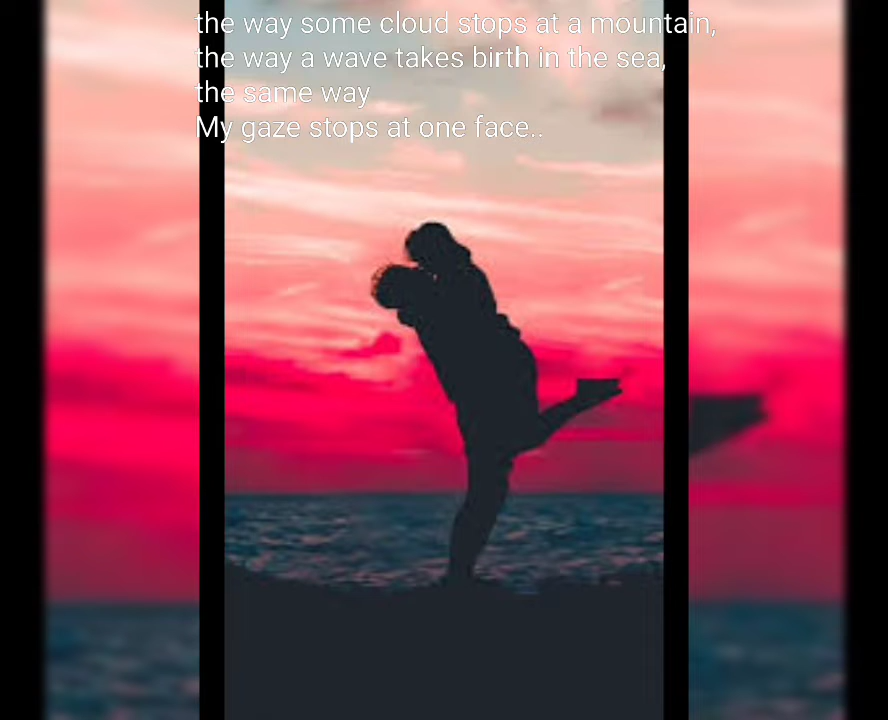 the way some cloud stops at a mountain,
the way a wave takes birth in the sea,
the same way
My gaze stops at one face..